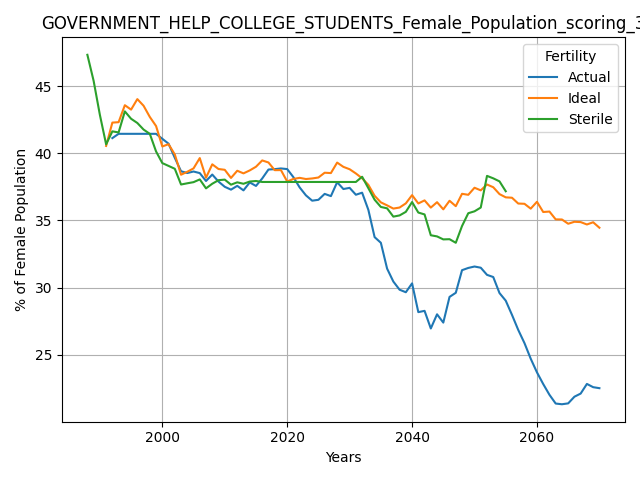 GOVERNMENT_HELP_COLLEGE_STUDENTS_Female_Population_scoring_3
Fertility
Actual
Ideal
Sterile
45
40
35
30
25
% of Female Population
2000 2020 2040 2060
Years